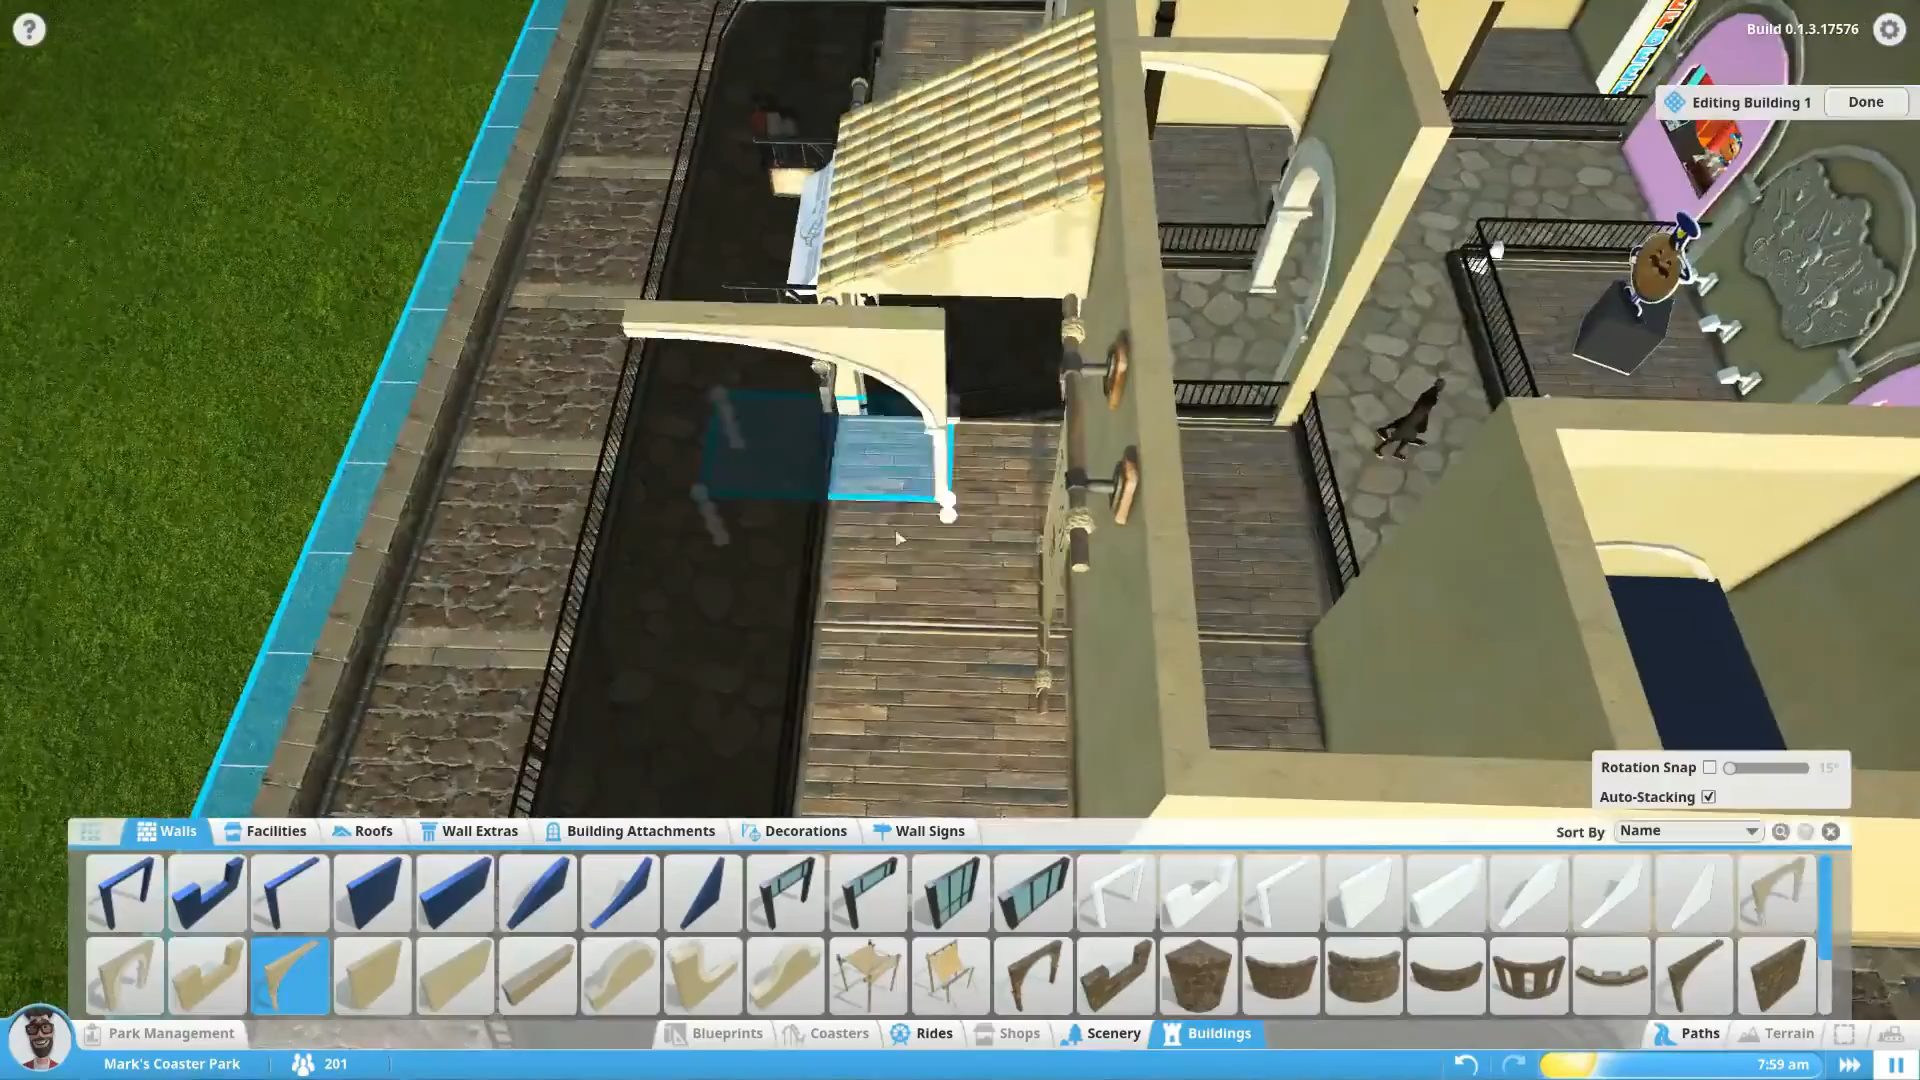 Build 0.1.3.17576
Editing Building 1
Done
Rotation Snap
15°
Auto-Stacking
Walls
Facilities
Roofs
Wall Extras
Building Attachments
Decorations
Wall Signs
Sort By
Name
Park Management
Blueprints
Coasters
Rides
Shops
Scenery
Buildings
Paths
Terrain
Mark's Coaster Park
201
7:59 am